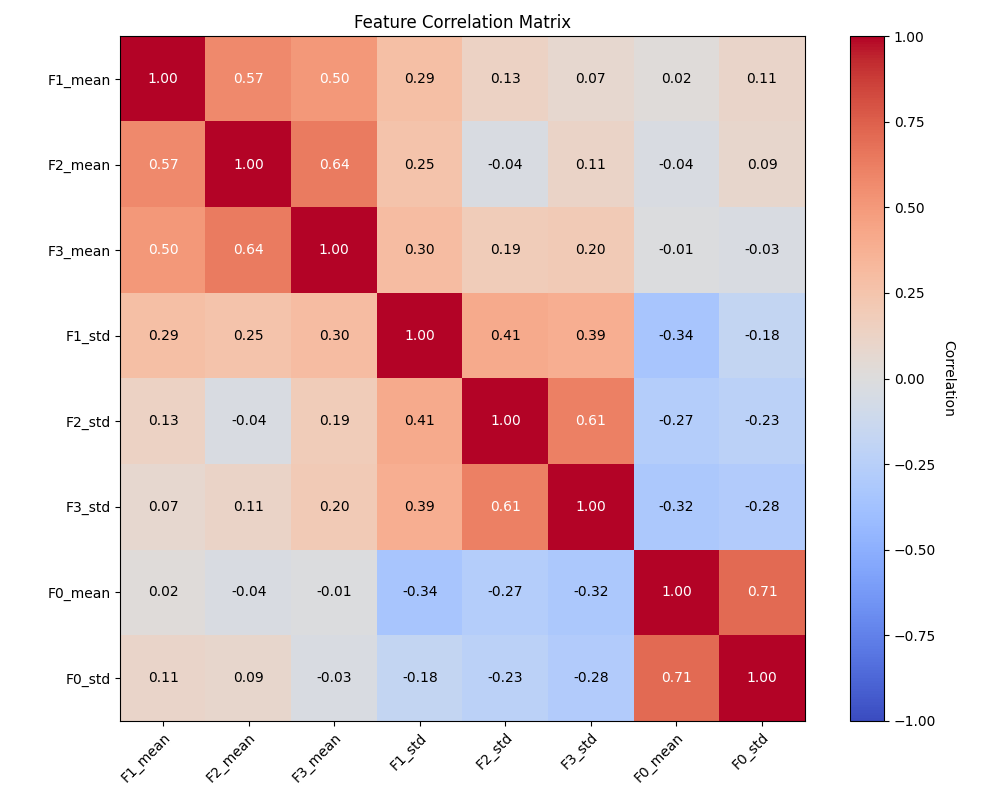 Feature Correlation Matrix
F1_mean 1.00 0.57 0.50 0.29 0.13 0.07 0.02 0.11
F2_mean 0.57 1.00 0.64 0.25 -0.04 0.11 -0.04 0.09
F3_mean 0.50 0.64 1.00 0.30 0.19 0.20 -0.01 -0.03
F1_std 0.29 0.25 0.30 1.00 0.41 0.39 -0.34 -0.18
F2_std 0.13 -0.04 0.19 0.41 1.00 0.61 -0.27 -0.23
F3_std 0.07 0.11 0.20 0.39 0.61 1.00 -0.32 -0.28
F0_mean 0.02 -0.04 -0.01 -0.34 -0.27 -0.32 1.00 0.71
F0_std 0.11 0.09 -0.03 -0.18 -0.23 -0.28 0.71 1.00
F1_mean F2_mean F3_mean F1_std F2_std F3_std F0_mean F0_std
1.00
0.75
0.50
0.25
0.00
−0.25
−0.50
−0.75
−1.00
Correlation